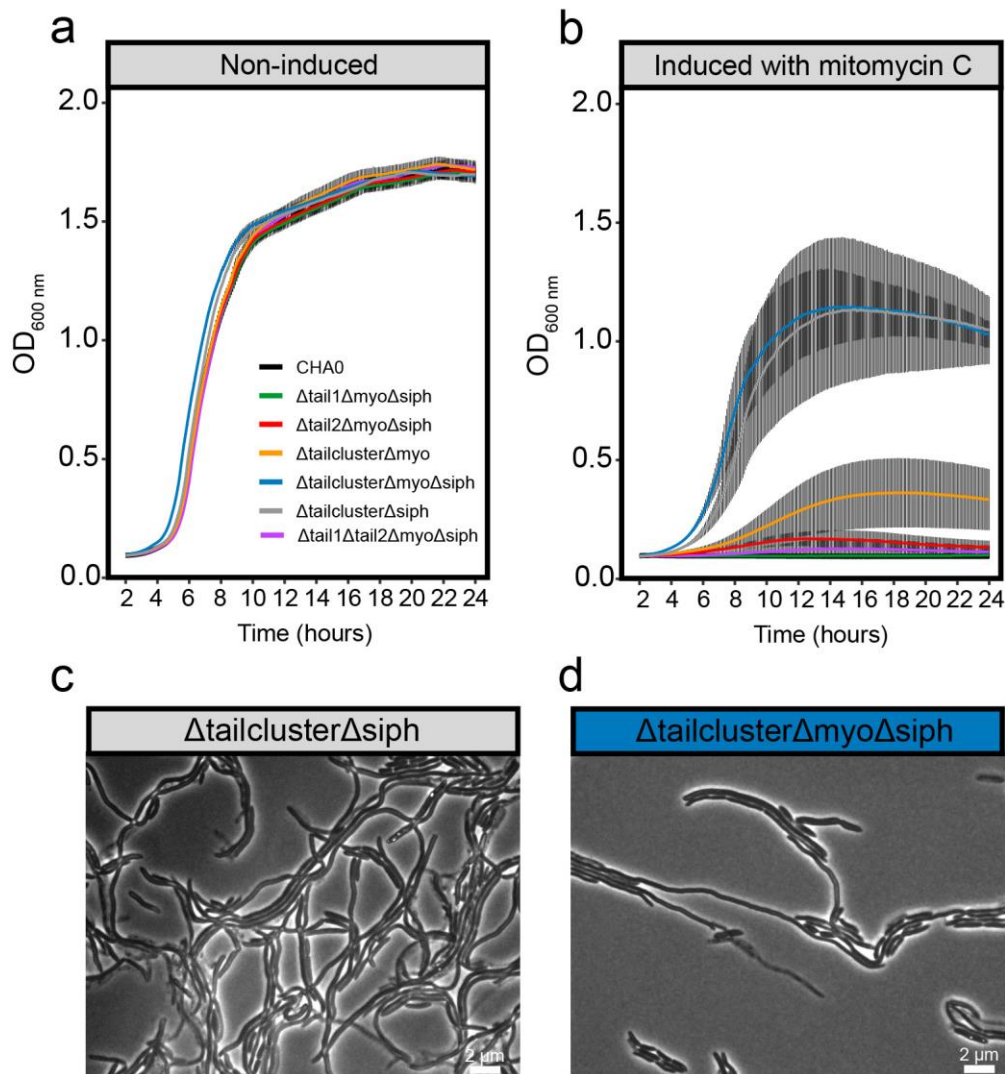 a
Non-induced
OD600 nm
2.0
1.5
1.0
0.5
0.0
CHA0
Δtail1ΔmyoΔsiph
Δtail2ΔmyoΔsiph
ΔtailclusterΔmyo
ΔtailclusterΔmyoΔsiph
ΔtailclusterΔsiph
Δtail1Δtail2ΔmyoΔsiph
2 4 6 8 10 12 14 16 18 20 22 24
Time (hours)
b
Induced with mitomycin C
OD600 nm
2.0
1.5
1.0
0.5
0.0
2 4 6 8 10 12 14 16 18 20 22 24
Time (hours)
c
ΔtailclusterΔsiph
2 µm
d
ΔtailclusterΔmyoΔsiph
2 µm